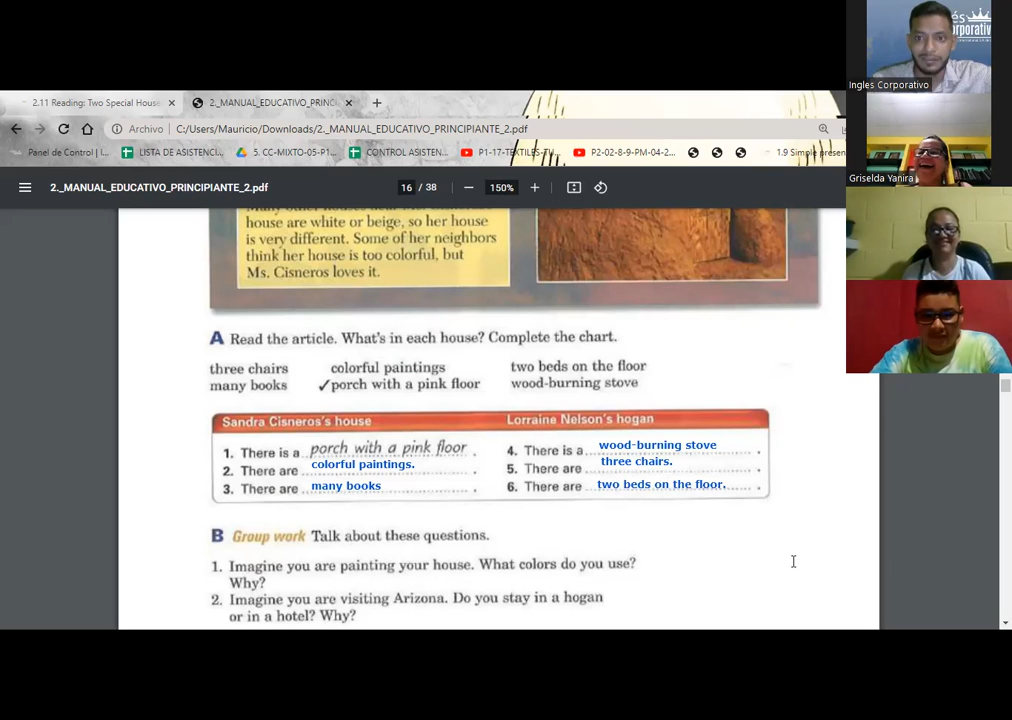 és
orporativ
Ingles Corporativo
2.11 Reading: Two Special House
2._MANUAL_EDUCATIVO_PRINCI
Archivo C:/Users/Mauricio/Downloads/2._MANUAL_EDUCATIVO_PRINCIPIANTE_2.pdf
Panel de Control | I...
LISTA DE ASISTENCI...
5. CC-MIXTO-05-P1...
CONTROL ASISTEN...
P1-17-TEXTILES-TU...
P2-02-8-9-PM-04-2...
1.9 Simple presen
Griselda Yanira
2._MANUAL_EDUCATIVO_PRINCIPIANTE_2.pdf
16 / 38
150%
house are white or beige, so her house
is very different. Some of her neighbors
think her house is too colorful, but
Ms. Cisneros loves it.
A Read the article. What's in each house? Complete the chart.
three chairs colorful paintings two beds on the floor
many books ✓porch with a pink floor wood-burning stove
Sandra Cisneros's house Lorraine Nelson's hogan
1. There is a porch with a pink floor . 4. There is a wood-burning stove .
2. There are colorful paintings. . 5. There are three chairs. .
3. There are many books . 6. There are two beds on the floor. .
B Group work Talk about these questions.
1. Imagine you are painting your house. What colors do you use?
Why?
2. Imagine you are visiting Arizona. Do you stay in a hogan
or in a hotel? Why?